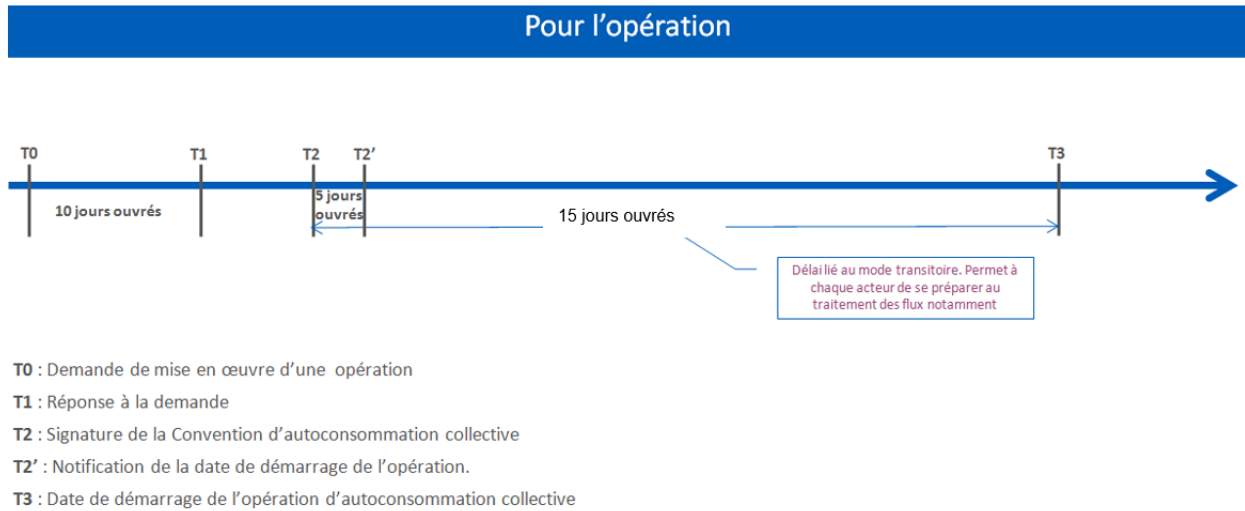 Pour l'opération
T0 T1 T2 T2' T3
10 jours ouvrés
5 jours
ouvrés
15 jours ouvrés
Délai lié au mode transitoire. Permet à
chaque acteur de se préparer au
traitement des flux notamment
T0 : Demande de mise en œuvre d'une opération
T1 : Réponse à la demande
T2 : Signature de la Convention d'autoconsommation collective
T2' : Notification de la date de démarrage de l'opération.
T3 : Date de démarrage de l'opération d'autoconsommation collective